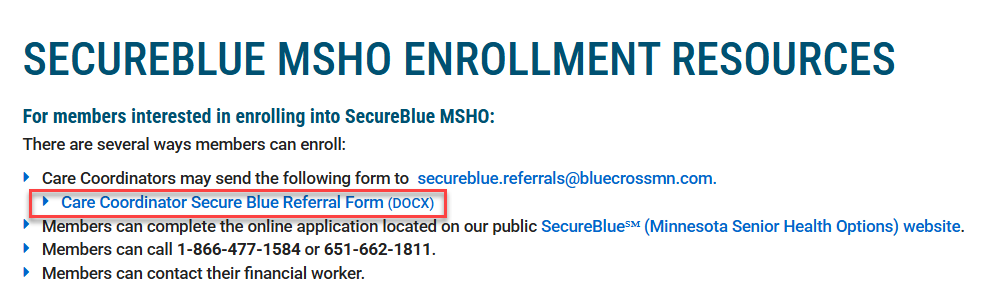 SECUREBLUE MSHO ENROLLMENT RESOURCES
For members interested in enrolling into SecureBlue MSHO:
There are several ways members can enroll:
Care Coordinators may send the following form to secureblue.referrals@bluecrossmn.com.
Care Coordinator Secure Blue Referral Form (DOCX)
Members can complete the online application located on our public SecureBlue℠ (Minnesota Senior Health Options) website.
Members can call 1-866-477-1584 or 651-662-1811.
Members can contact their financial worker.